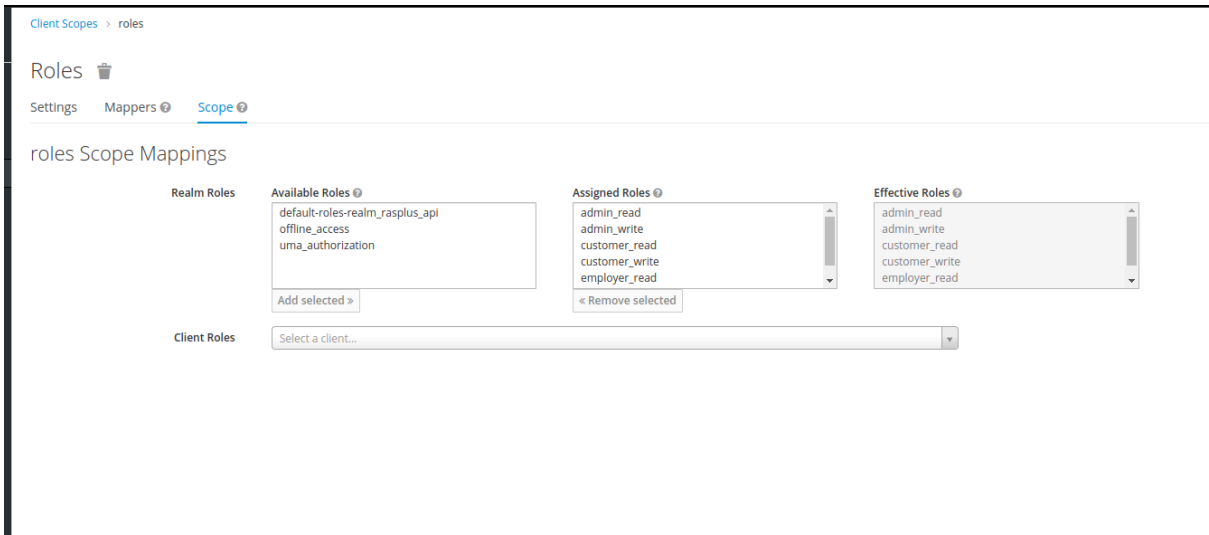 Client Scopes > roles
Roles
Settings Mappers Scope
roles Scope Mappings
Realm Roles Available Roles Assigned Roles Effective Roles
default-roles-realm_rasplus_api
offline_access
uma_authorization
Add selected »
admin_read
admin_write
customer_read
customer_write
employer_read
« Remove selected
admin_read
admin_write
customer_read
customer_write
employer_read
Client Roles Select a client...